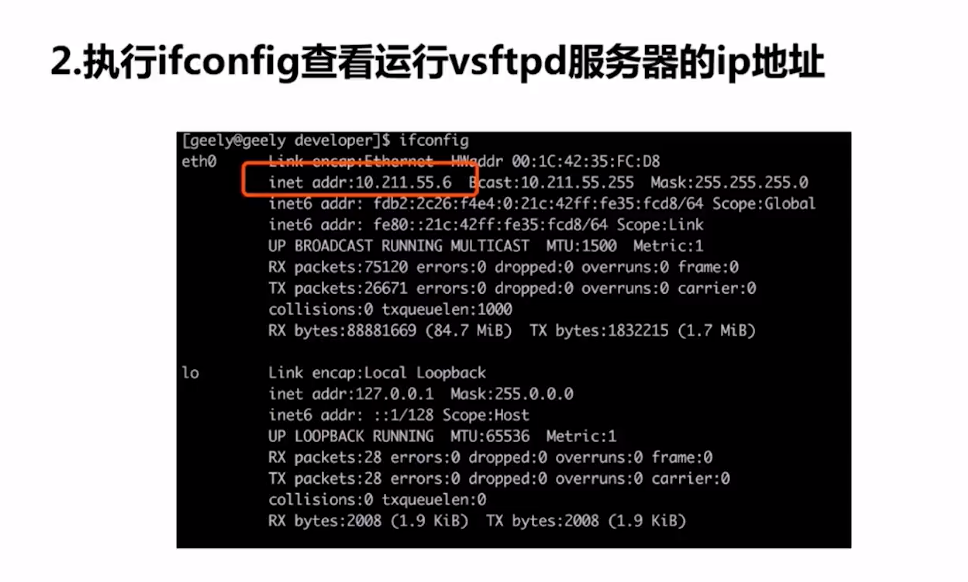 2.执行ifconfig查看运行vsftpd服务器的ip地址
[geely@geely developer]$ ifconfig
eth0 Link encap:Ethernet HWaddr 00:1C:42:35:FC:D8
inet addr:10.211.55.6 Bcast:10.211.55.255 Mask:255.255.255.0
inet6 addr: fdb2:2c26:f4e4:0:21c:42ff:fe35:fcd8/64 Scope:Global
inet6 addr: fe80::21c:42ff:fe35:fcd8/64 Scope:Link
UP BROADCAST RUNNING MULTICAST MTU:1500 Metric:1
RX packets:75120 errors:0 dropped:0 overruns:0 frame:0
TX packets:26671 errors:0 dropped:0 overruns:0 carrier:0
collisions:0 txqueuelen:1000
RX bytes:88881669 (84.7 MiB) TX bytes:1832215 (1.7 MiB)
lo Link encap:Local Loopback
inet addr:127.0.0.1 Mask:255.0.0.0
inet6 addr: ::1/128 Scope:Host
UP LOOPBACK RUNNING MTU:65536 Metric:1
RX packets:28 errors:0 dropped:0 overruns:0 frame:0
TX packets:28 errors:0 dropped:0 overruns:0 carrier:0
collisions:0 txqueuelen:0
RX bytes:2008 (1.9 KiB) TX bytes:2008 (1.9 KiB)